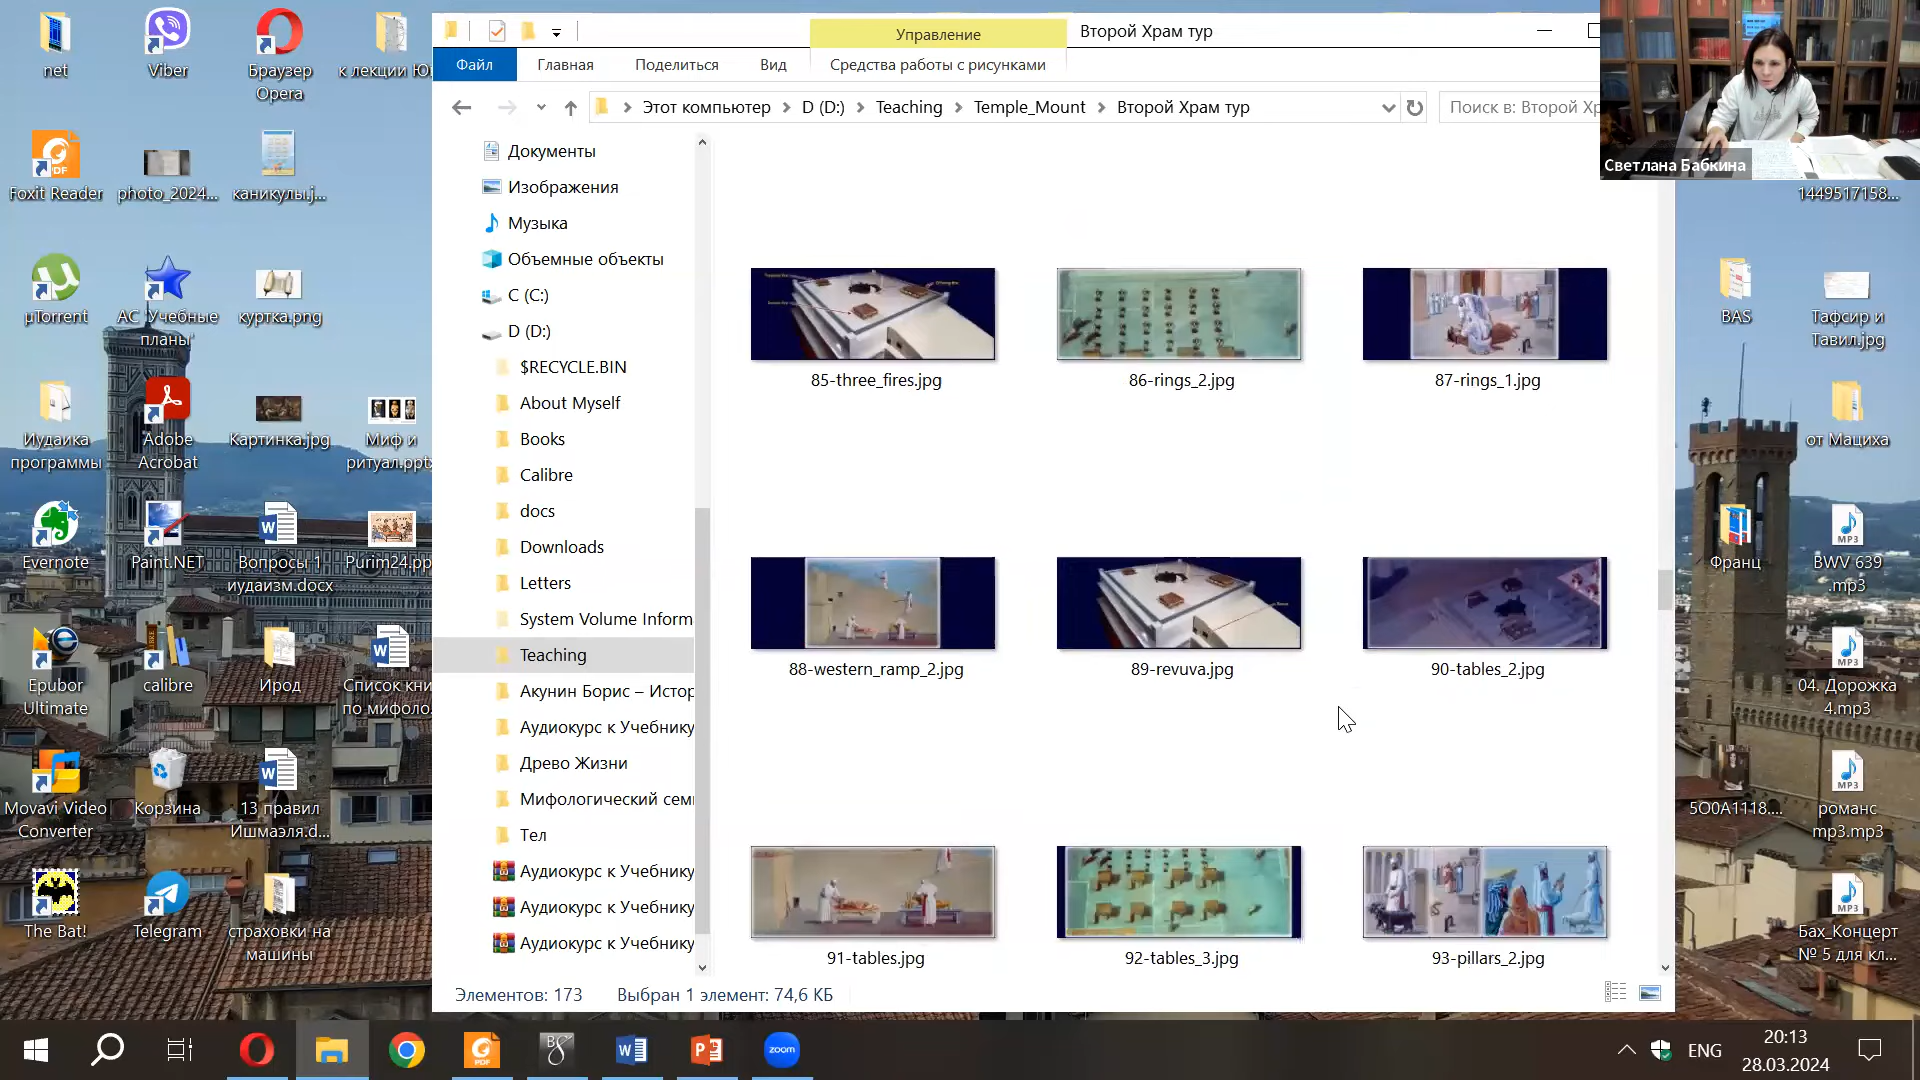 net
Viber
Браузер
Opera
к лекции Юн
Foxit Reader
photo_2024...
каникулы.j...
µTorrent
АС 'Учебные
планы'
куртка.png
Иудаика
программы
Adobe
Acrobat
Картинка.jpg
Миф и
ритуал.ppt
Evernote
Paint.NET
Вопросы 1
иудаизм.docx
Purim24.pp
Epubor
Ultimate
calibre
Ирод
Список кни
по мифоло.
Movavi Video
Converter
Корзина
13 правил
Ишмаэля.d...
The Bat!
Telegram
страховки на
машины
Управление
Второй Храм тур
Файл
Главная
Поделиться
Вид
Средства работы с рисунками
Этот компьютер
D (D:)
Teaching
Temple_Mount
Второй Храм тур
Поиск в: Второй Хр
Документы
Изображения
Музыка
Объемные объекты
C (C:)
D (D:)
$RECYCLE.BIN
About Myself
Books
Calibre
docs
Downloads
Letters
System Volume Inform
Teaching
Акунин Борис – Истор
Аудиокурс к Учебнику
Древо Жизни
Мифологический сем
Тел
Аудиокурс к Учебнику
Аудиокурс к Учебнику
Аудиокурс к Учебнику
85-three_fires.jpg
86-rings_2.jpg
87-rings_1.jpg
88-western_ramp_2.jpg
89-revuva.jpg
90-tables_2.jpg
91-tables.jpg
92-tables_3.jpg
93-pillars_2.jpg
Элементов: 173
Выбран 1 элемент: 74,6 КБ
Светлана Бабкина
1449517158...
BAS
Тафсир и
Тавил.jpg
от Мациха
Франц
BWV 639
.mp3
04. Дорожка
4.mp3
5O0A1118....
романс
mp3.mp3
Бах_Концерт
№ 5 для кл...
MP3
MP3
MP3
MP3
PDF
zoom
ENG
20:13
28.03.2024